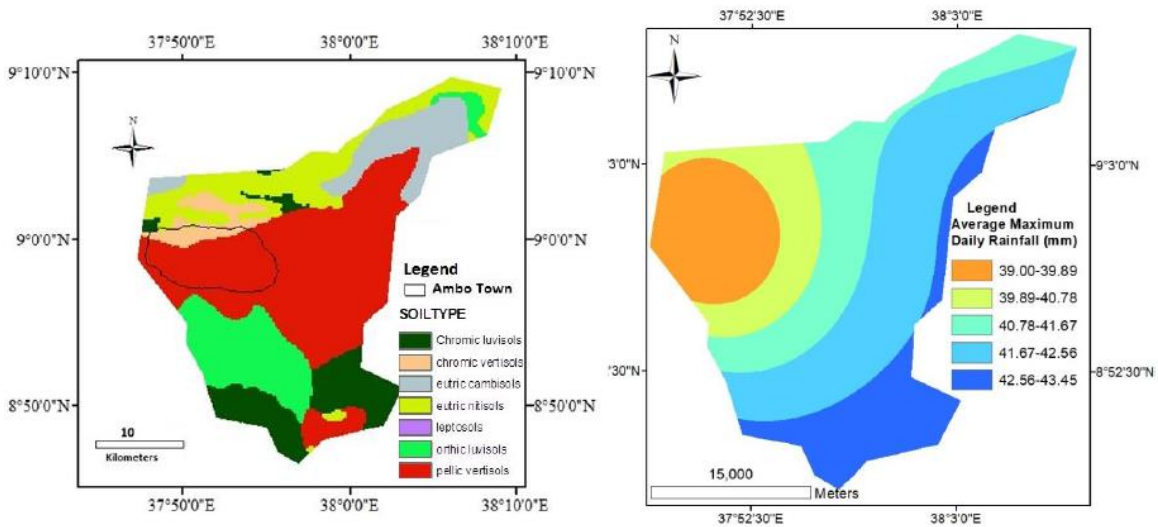 37°50'0"E 38°0'0"E 38°10'0"E
9°10'0"N 9°10'0"N
N
9°0'0"N 9°0'0"N
Legend
Ambo Town
SOILTYPE
Chromic luvisols
chromic vertisols
eutric cambisols
eutric nitisols
leptosols
orthic luvisols
pellic vertisols
8°50'0"N 8°50'0"N
10
Kilometers
37°50'0"E 38°0'0"E 38°10'0"E
37°52'30"E 38°3'0"E
N
3'0"N 9°3'0"N
Legend
Average Maximum
Daily Rainfall (mm)
39.00-39.89
39.89-40.78
40.78-41.67
41.67-42.56
42.56-43.45
'30"N 8°52'30"N
15,000
Meters
37°52'30"E 38°3'0"E